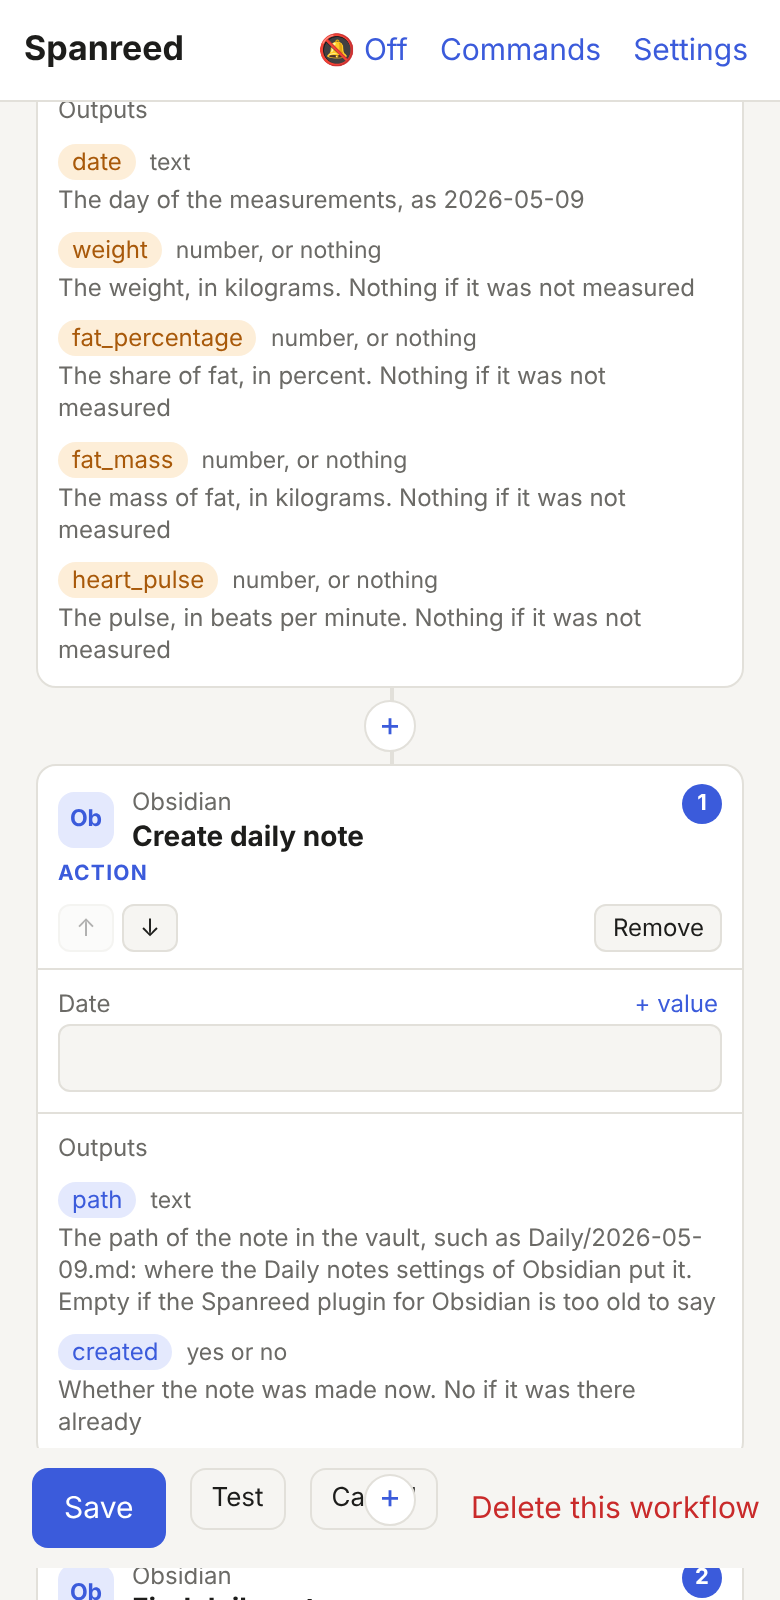 Spanreed
Off
Commands
Settings
Outputs
date text
The day of the measurements, as 2026-05-09
weight number, or nothing
The weight, in kilograms. Nothing if it was not measured
fat_percentage number, or nothing
The share of fat, in percent. Nothing if it was not
measured
fat_mass number, or nothing
The mass of fat, in kilograms. Nothing if it was not
measured
heart_pulse number, or nothing
The pulse, in beats per minute. Nothing if it was not
measured
+
Ob
Obsidian
1
Create daily note
ACTION
↑ ↓
Remove
Date
+ value
Outputs
path text
The path of the note in the vault, such as Daily/2026-05-
09.md: where the Daily notes settings of Obsidian put it.
Empty if the Spanreed plugin for Obsidian is too old to say
created yes or no
Whether the note was made now. No if it was there
already
Save
Test
+
Delete this workflow
Ob
Obsidian
2